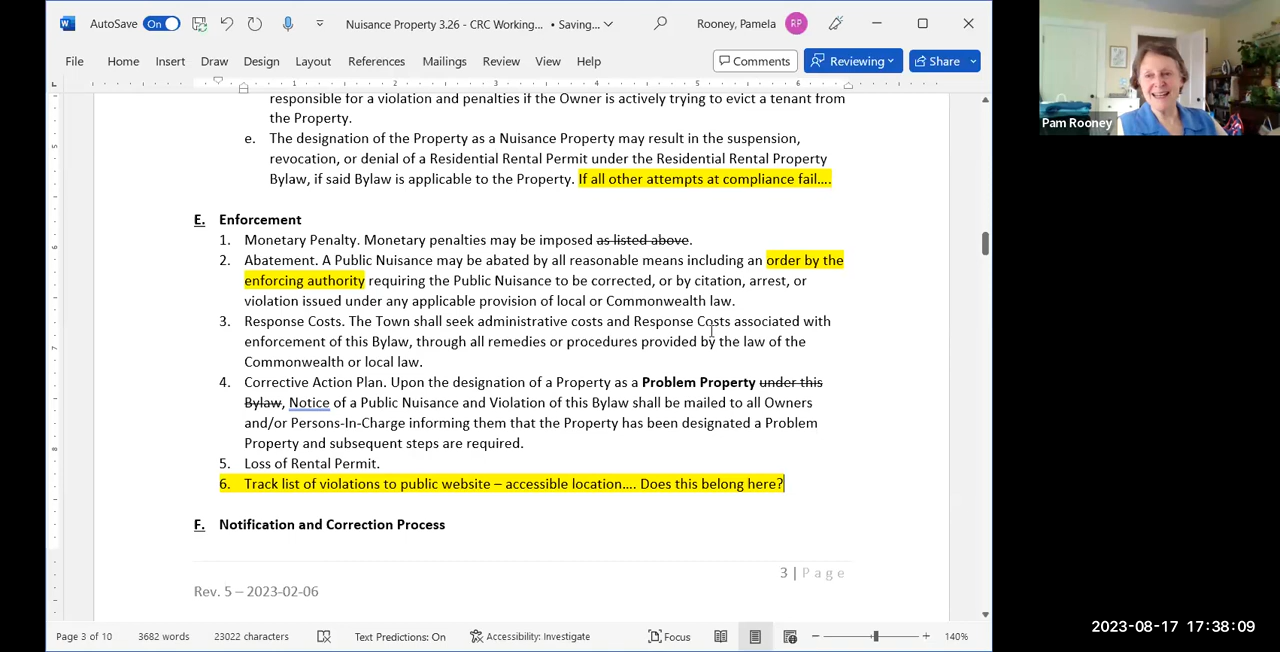 AutoSave On Nuisance Property 3.26 - CRC Working... • Saving... Rooney, Pamela RP
File Home Insert Draw Design Layout References Mailings Review View Help Comments Reviewing Share
1 2 3 4 5 6
responsible for a violation and penalties if the Owner is actively trying to evict a tenant from
the Property.
e. The designation of the Property as a Nuisance Property may result in the suspension,
revocation, or denial of a Residential Rental Permit under the Residential Rental Property
Bylaw, if said Bylaw is applicable to the Property. If all other attempts at compliance fail....
E. Enforcement
1. Monetary Penalty. Monetary penalties may be imposed as listed above.
2. Abatement. A Public Nuisance may be abated by all reasonable means including an order by the
enforcing authority requiring the Public Nuisance to be corrected, or by citation, arrest, or
violation issued under any applicable provision of local or Commonwealth law.
3. Response Costs. The Town shall seek administrative costs and Response Costs associated with
enforcement of this Bylaw, through all remedies or procedures provided by the law of the
Commonwealth or local law.
4. Corrective Action Plan. Upon the designation of a Property as a Problem Property under this
Bylaw, Notice of a Public Nuisance and Violation of this Bylaw shall be mailed to all Owners
and/or Persons-In-Charge informing them that the Property has been designated a Problem
Property and subsequent steps are required.
5. Loss of Rental Permit.
6. Track list of violations to public website – accessible location.... Does this belong here?
F. Notification and Correction Process
3 | Page
Rev. 5 – 2023-02-06
Page 3 of 10 3682 words 23022 characters Text Predictions: On Accessibility: Investigate Focus 140%
Pam Rooney
2023-08-17 17:38:09